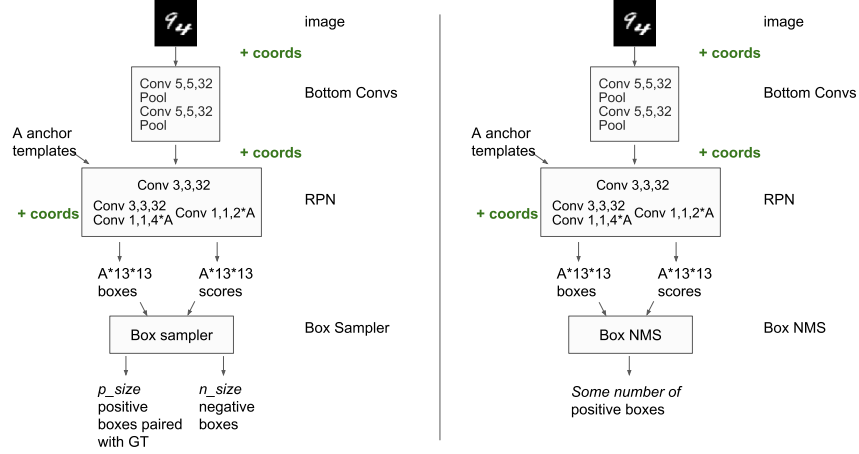 94
image
+ coords
Conv 5,5,32
Pool
Conv 5,5,32
Pool
Bottom Convs
A anchor
templates
+ coords
Conv 3,3,32
Conv 3,3,32
Conv 1,1,4*A
Conv 1,1,2*A
RPN
+ coords
A*13*13
boxes
A*13*13
scores
Box sampler
Box Sampler
p_size
positive
boxes paired
with GT
n_size
negative
boxes
94
image
+ coords
Conv 5,5,32
Pool
Conv 5,5,32
Pool
Bottom Convs
A anchor
templates
+ coords
Conv 3,3,32
Conv 3,3,32
Conv 1,1,4*A
Conv 1,1,2*A
RPN
+ coords
A*13*13
boxes
A*13*13
scores
Box NMS
Box NMS
Some number of
positive boxes